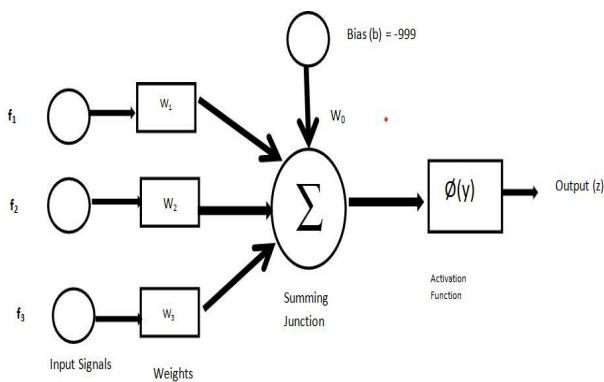 Bias (b) = -999
f1
W1
W0
f2
W2
Σ
Ø(y)
Output (z)
f3
W3
Activation
Function
Summing
Junction
Input Signals
Weights